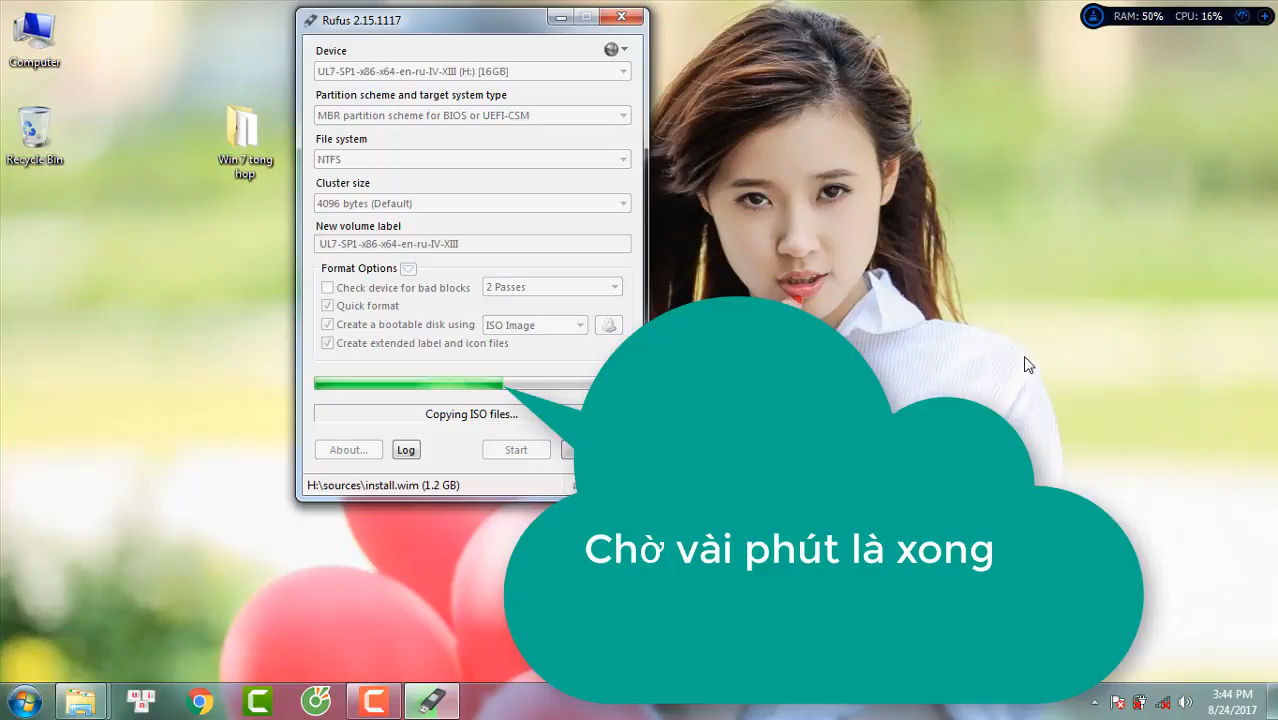 Rufus 2.15.1117
RAM: 50% CPU: 16%
Computer
Recycle Bin
Win 7 tong
hop
Device
UL7-SP1-x86-x64-en-ru-IV-XIII (H:) [16GB]
Partition scheme and target system type
MBR partition scheme for BIOS or UEFI-CSM
File system
NTFS
Cluster size
4096 bytes (Default)
New volume label
UL7-SP1-x86-x64-en-ru-IV-XIII
Format Options
Check device for bad blocks 2 Passes
Quick format
Create a bootable disk using ISO Image
Create extended label and icon files
Copying ISO files...
About... Log Start
H:\sources\install.wim (1.2 GB)
Chờ vài phút là xong
3:44 PM
8/24/2017